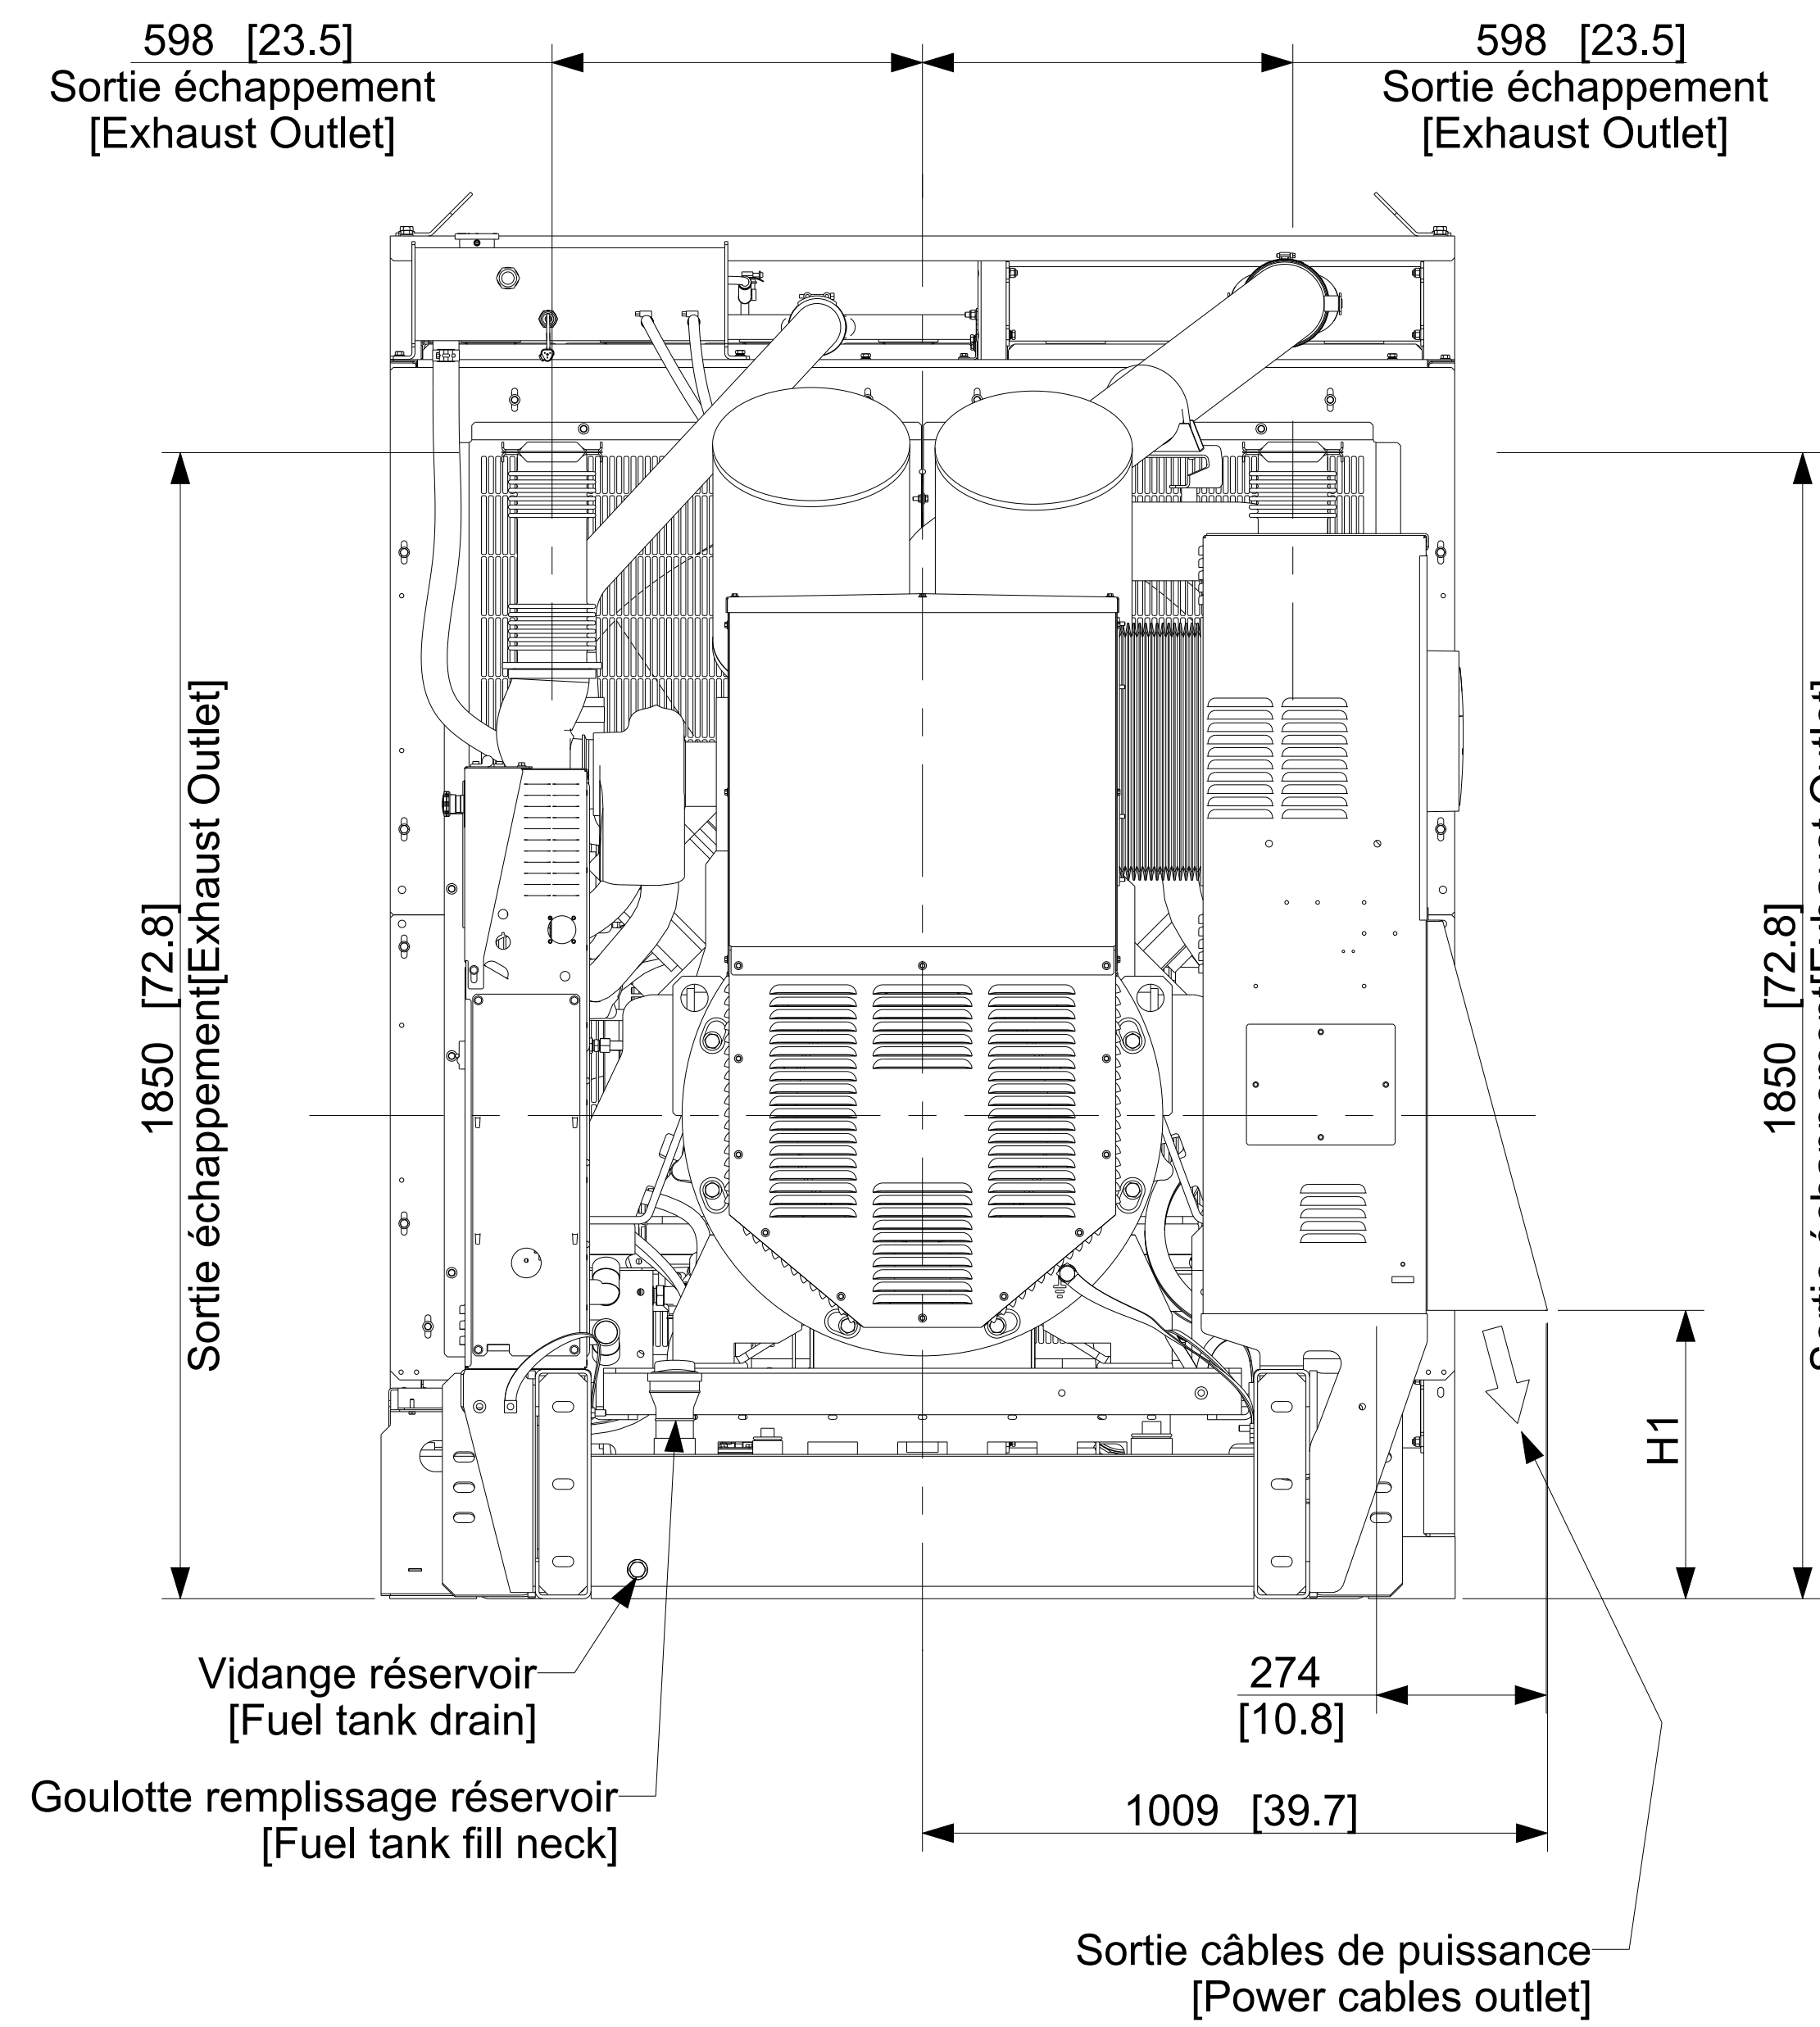 598 [23.5]
Sortie échappement
[Exhaust Outlet]
598 [23.5]
Sortie échappement
[Exhaust Outlet]
1850 [72.8]
Sortie échappement[Exhaust Outlet]
1850 [72.8]
H1
Vidange réservoir
[Fuel tank drain]
274
[10.8]
Goulotte remplissage réservoir
[Fuel tank fill neck]
1009 [39.7]
Sortie câbles de puissance
[Power cables outlet]